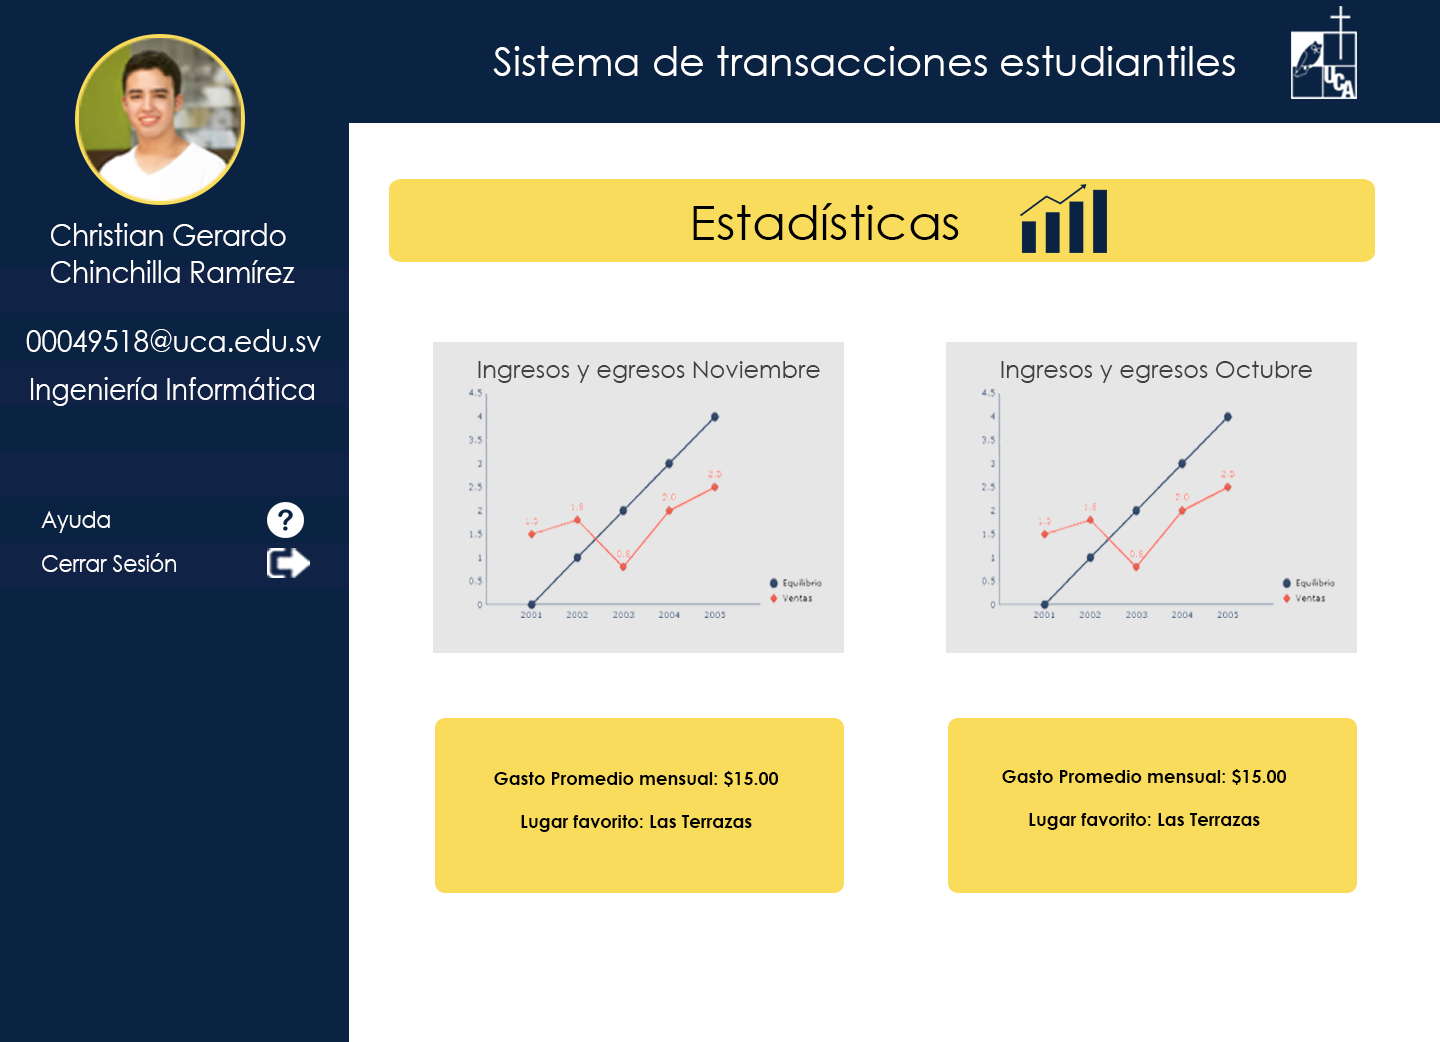 Sistema de transacciones estudiantiles
UCA
Christian Gerardo
Chinchilla Ramírez
00049518@uca.edu.sv
Ingeniería Informática
Ayuda
?
Cerrar Sesión
Estadísticas
Ingresos y egresos Noviembre
4.5
4
3.5
3
2.5
2
1.5
1
0.5
0
1.5
1.8
0.8
2.0
2.5
2001 2002 2003 2004 2005
Equilibrio
Ventas
Ingresos y egresos Octubre
4.5
4
3.5
3
2.5
2
1.5
1
0.5
0
1.5
1.8
0.8
2.0
2.5
2001 2002 2003 2004 2005
Equilibrio
Ventas
Gasto Promedio mensual: $15.00
Lugar favorito: Las Terrazas
Gasto Promedio mensual: $15.00
Lugar favorito: Las Terrazas